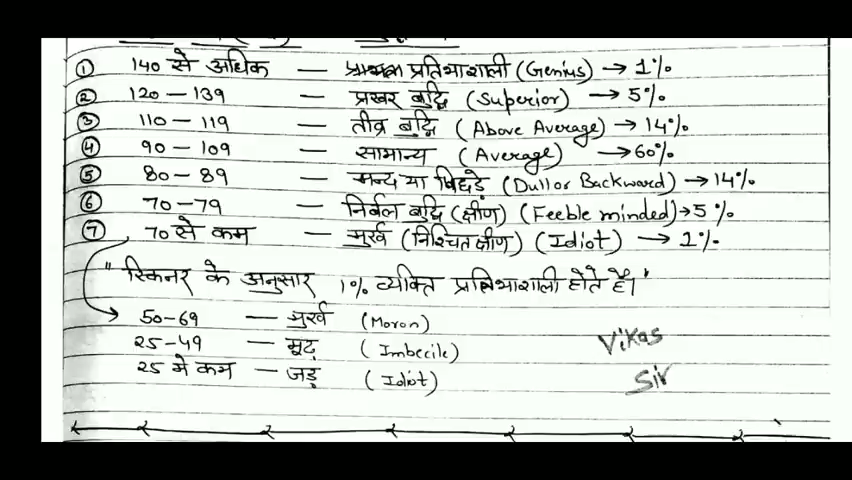 ① 140 से अधिक — प्रतिभाशाली (Genius) → 1%
② 120 – 139 — प्रखर बुद्धि (Superior) → 5%
③ 110 – 119 — तीव्र बुद्धि (Above Average) → 14%
④ 90 – 109 — सामान्य (Average) → 60%
⑤ 80 – 89 — मन्द या पिछड़े (Dull or Backward) → 14%
⑥ 70 – 79 — निर्बल बुद्धि (क्षीण) (Feeble minded) → 5%
⑦ 70 से कम — मुर्ख (निश्चित क्षीण) (Idiot) → 1%
"स्किनर के अनुसार 1% व्यक्ति प्रतिभाशाली होते हैं।"
50 – 69 — मुर्ख (Moron)
25 – 49 — मूढ़ (Imbecile)
25 से कम — जड़ (Idiot)
Vikas
Sir